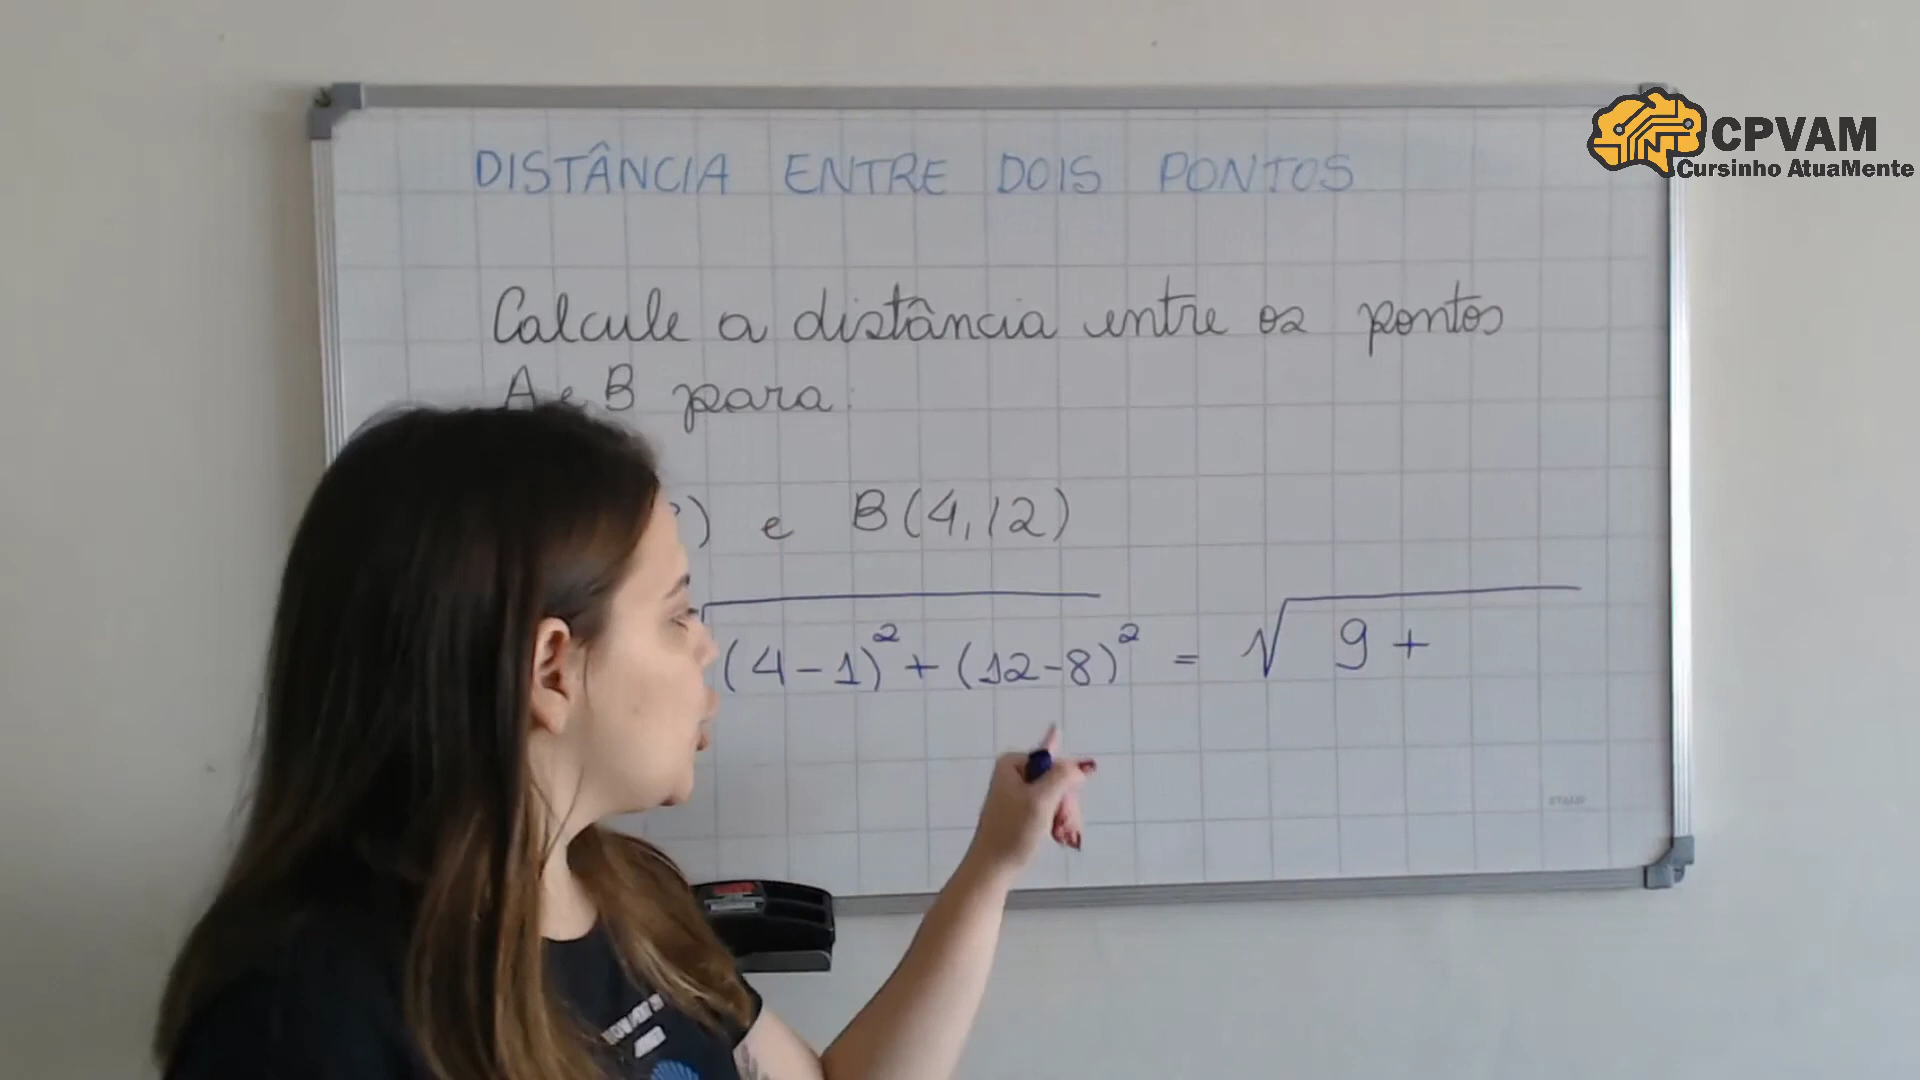 DISTÂNCIA ENTRE DOIS PONTOS
CPVAM
Cursinho AtuaMente
Calcule a distância entre os pontos
A e B para:
) e B(4,12)
√(4-1)² + (12-8)² = √9 +